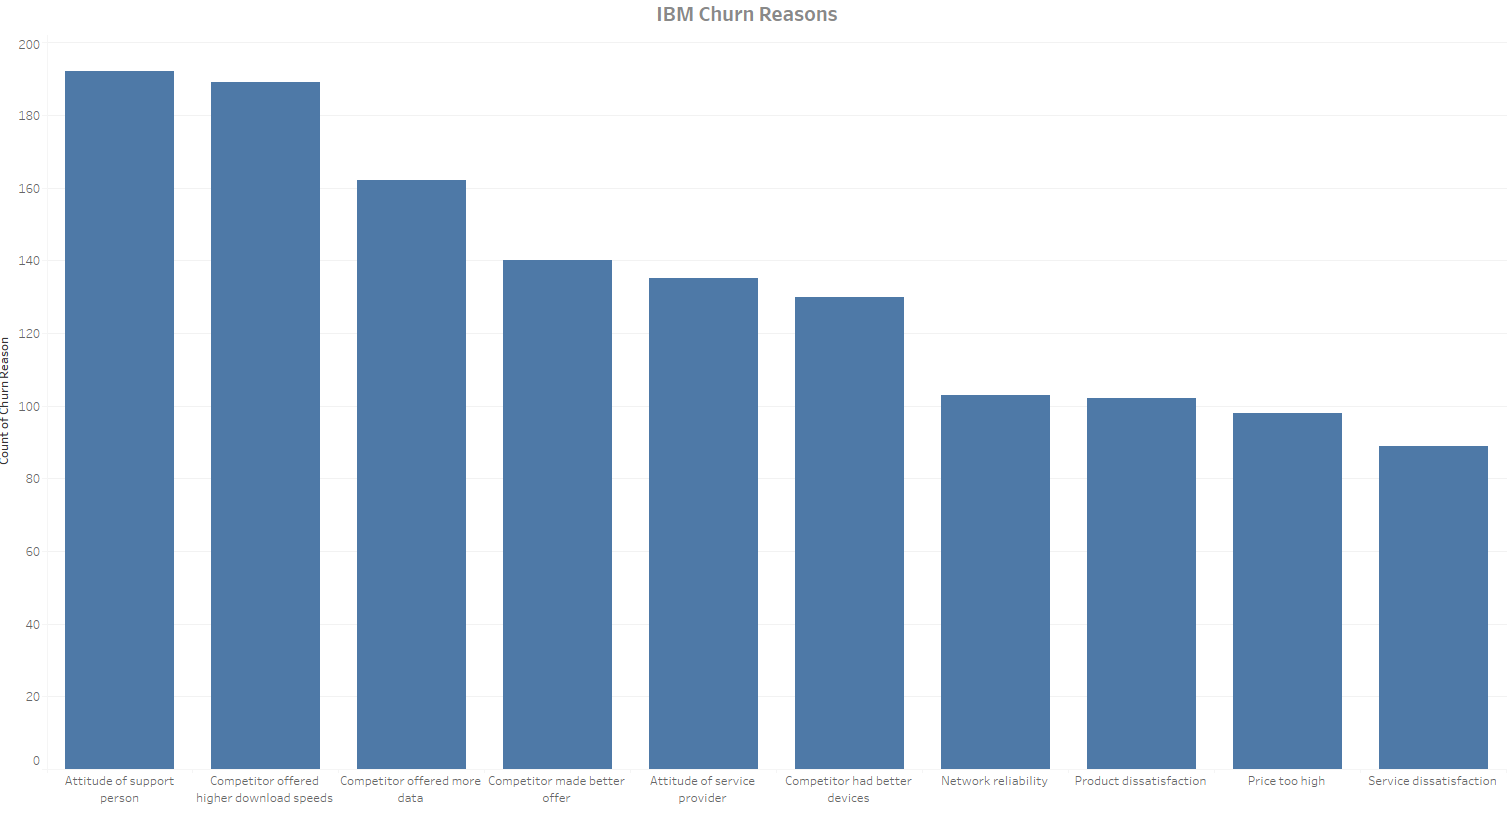 IBM Churn Reasons
200
180
160
140
120
100
80
60
40
20
0
Count of Churn Reason
Attitude of support
person
Competitor offered
higher download speeds
Competitor offered more
data
Competitor made better
offer
Attitude of service
provider
Competitor had better
devices
Network reliability
Product dissatisfaction
Price too high
Service dissatisfaction